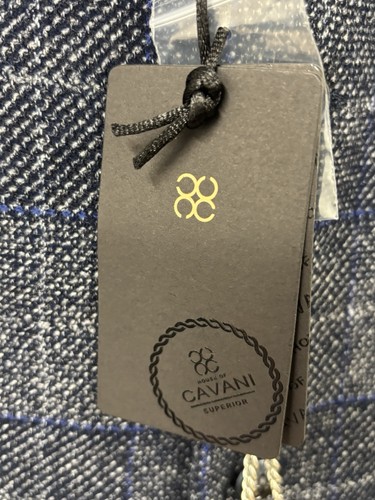 HOUSE OF
CAVANI
SUPERIOR